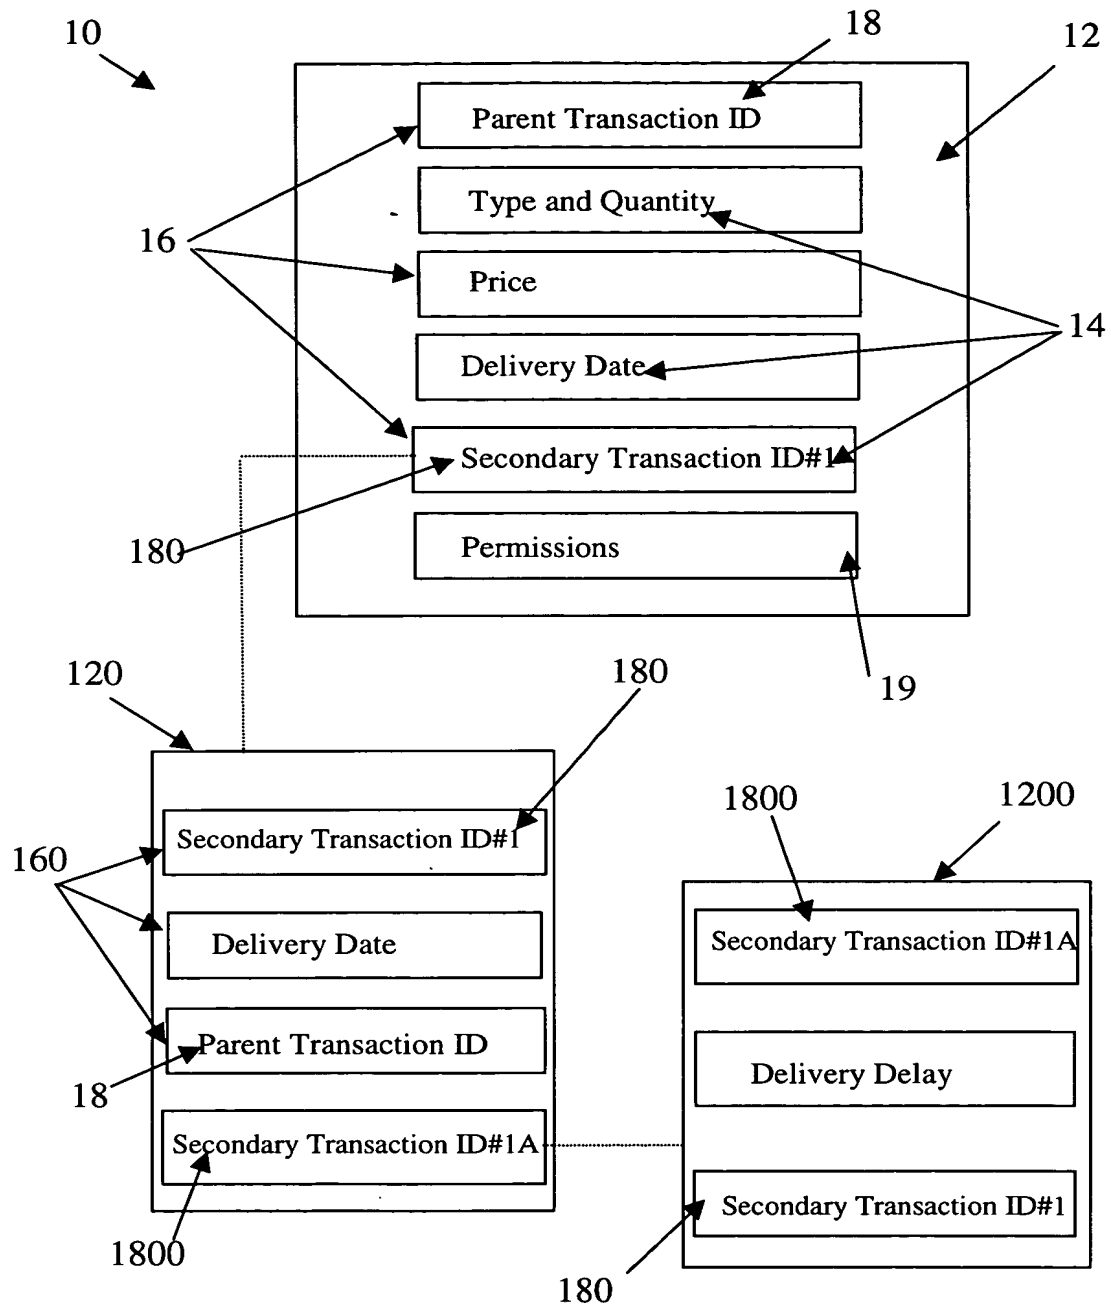 10
18
12
Parent Transaction ID
Type and Quantity
16
Price
14
Delivery Date
Secondary Transaction ID#1
180
Permissions
19
120
180
1800
1200
Secondary Transaction ID#1
160
Secondary Transaction ID#1A
Delivery Date
Parent Transaction ID
Delivery Delay
18
Secondary Transaction ID#1A
Secondary Transaction ID#1
1800
180